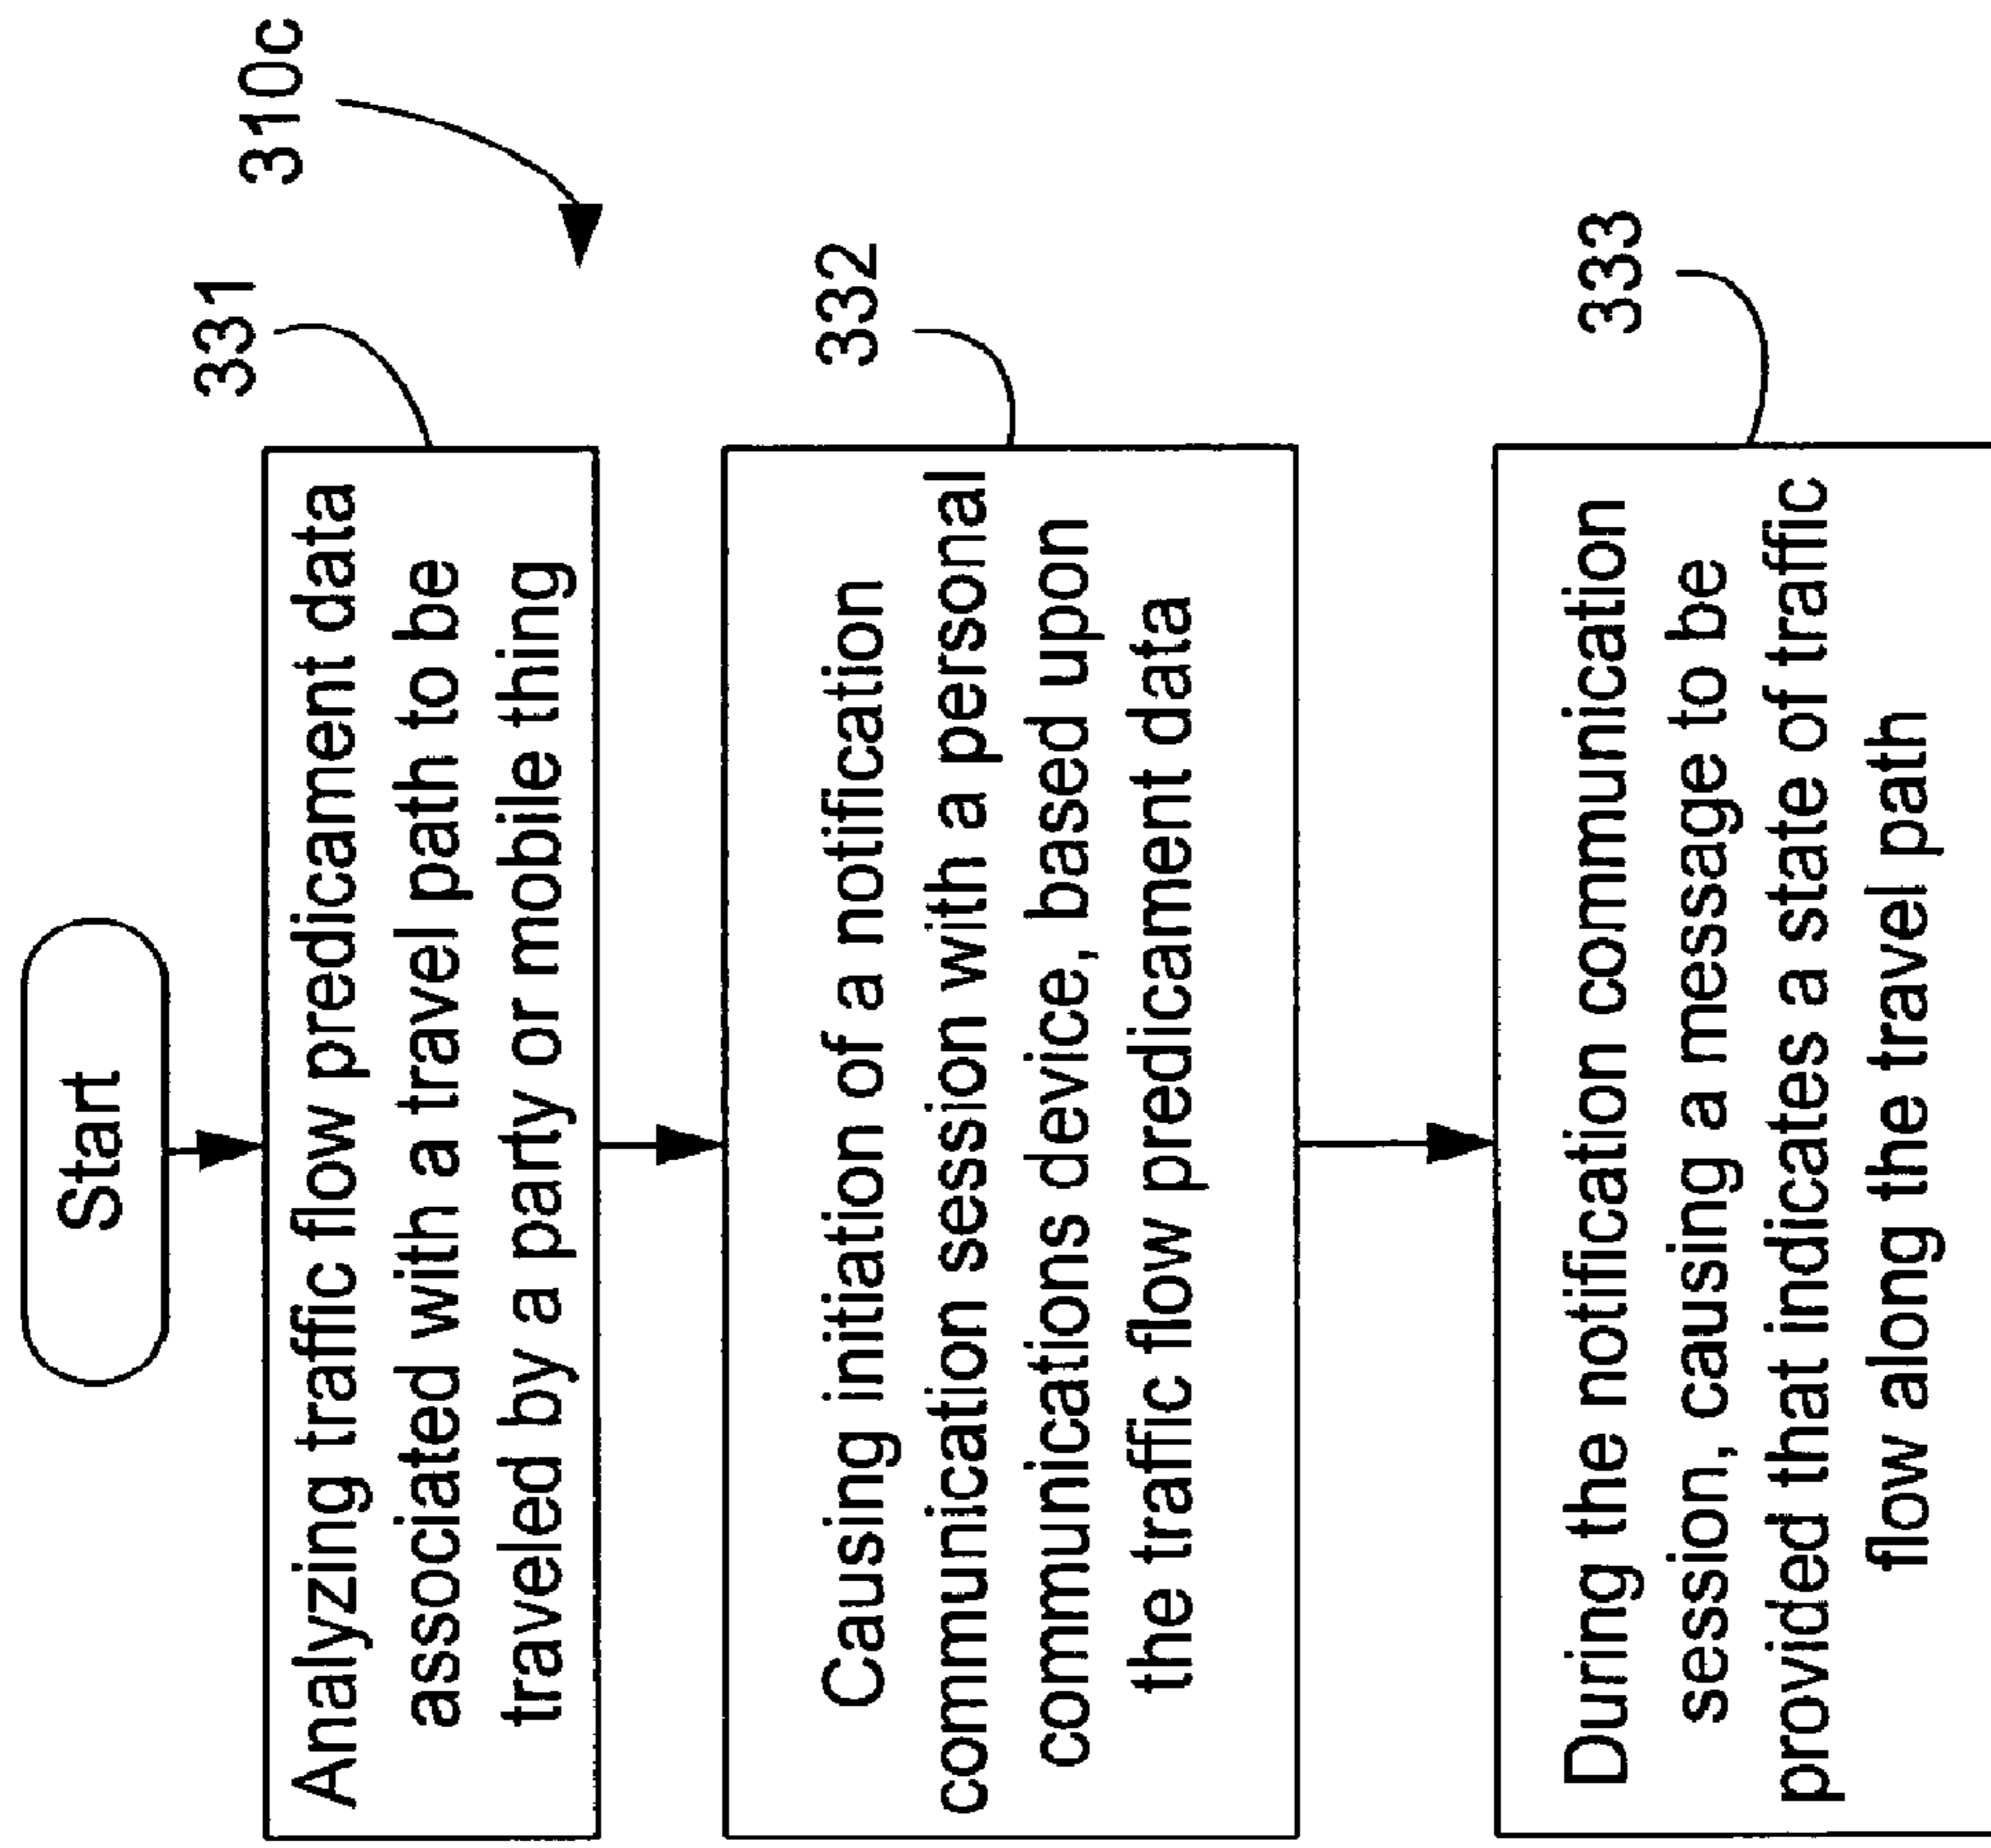 Start
310c
331
Analyzing traffic flow predicament data
associated with a travel path to be
traveled by a party or mobile thing
332
Causing initiation of a notification
communication session with a personal
communications device, based upon
the traffic flow predicament data
333
During the notification communication
session, causing a message to be
provided that indicates a state of traffic
flow along the travel path